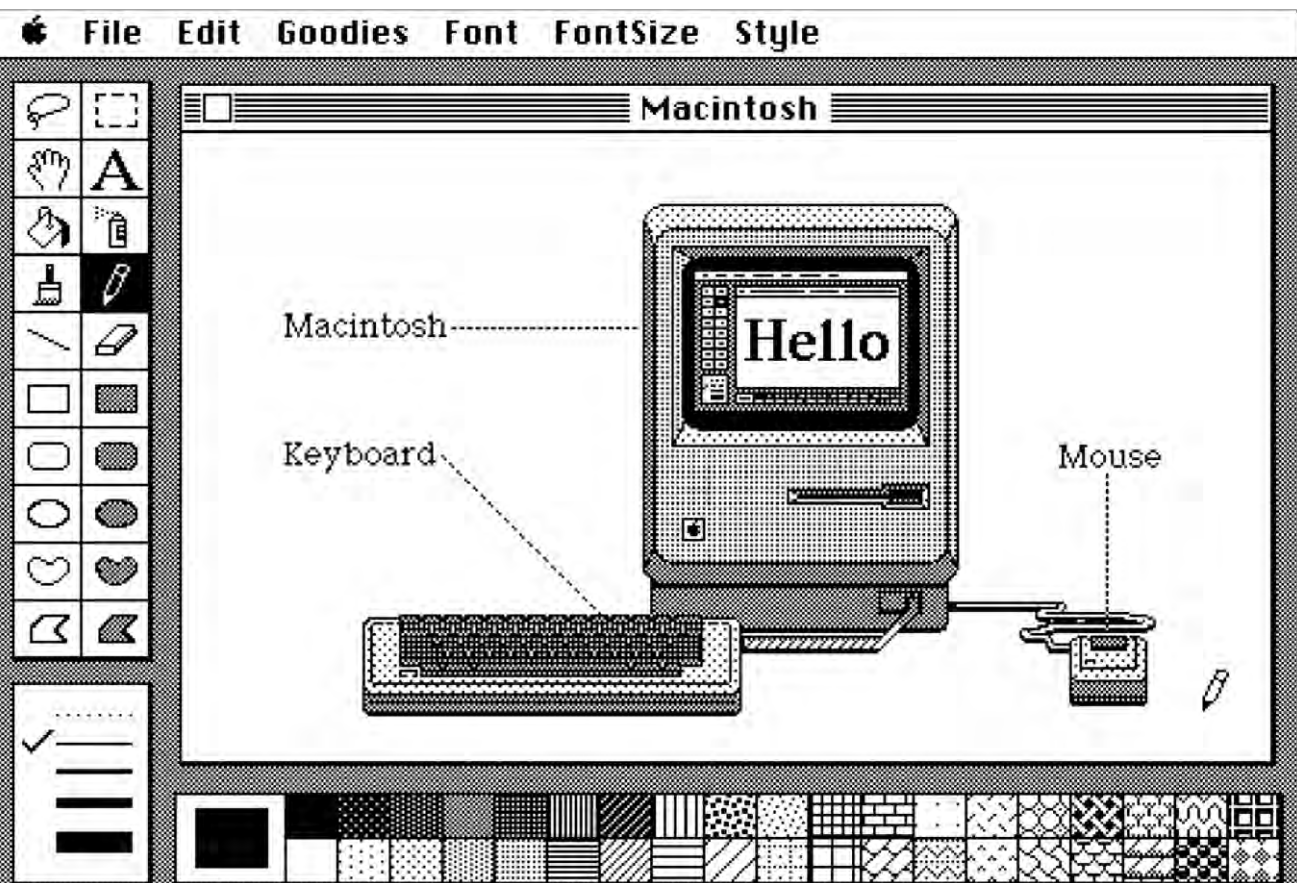 File Edit Goodies Font FontSize Style
Macintosh
A
Hello
Macintosh
Keyboard
Mouse